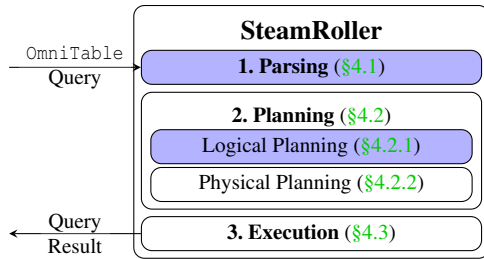 SteamRoller
OmniTable
Query
1. Parsing (§4.1)
2. Planning (§4.2)
Logical Planning (§4.2.1)
Physical Planning (§4.2.2)
Query
Result
3. Execution (§4.3)